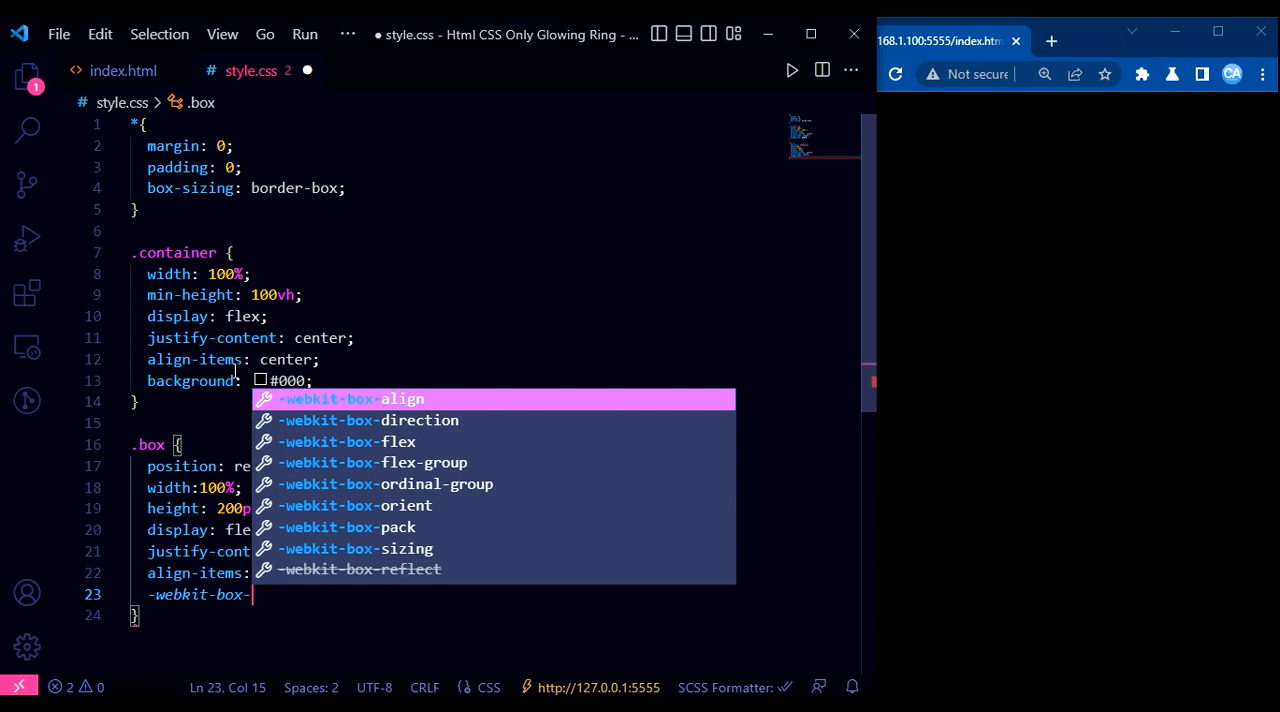 File Edit Selection View Go Run ··· ● style.css - Html CSS Only Glowing Ring - ...
<> index.html # style.css 2 ●
# style.css > .box
1 *{
2 margin: 0;
3 padding: 0;
4 box-sizing: border-box;
5 }
6
7 .container {
8 width: 100%;
9 min-height: 100vh;
10 display: flex;
11 justify-content: center;
12 align-items: center;
13 background: #000;
14 }
15
16 .box {
17 position: re
18 width:100%;
19 height: 200p
20 display: fle
21 justify-cont
22 align-items:
23 -webkit-box-
24 }
-webkit-box-align
-webkit-box-direction
-webkit-box-flex
-webkit-box-flex-group
-webkit-box-ordinal-group
-webkit-box-orient
-webkit-box-pack
-webkit-box-sizing
-webkit-box-reflect
1
2 0 Ln 23, Col 15 Spaces: 2 UTF-8 CRLF {} CSS http://127.0.0.1:5555 SCSS Formatter:
168.1.100:5555/index.htm
Not secure
CA